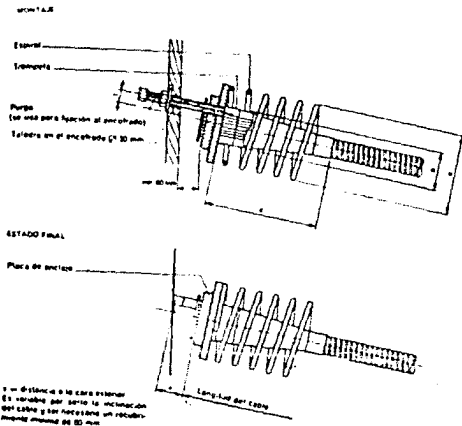 MONTAJE
Espiral
Trompeta
Purga
(se usa para fijación al encofrado)
Taladro en el encofrado 30 mm
60 mm
ESTADO FINAL
Placa de anclaje
Longitud del cable
x = distancia a la cara exterior
Es variable por serlo la inclinación
del cable y ser necesario un recubri-
miento mínimo de 80 mm